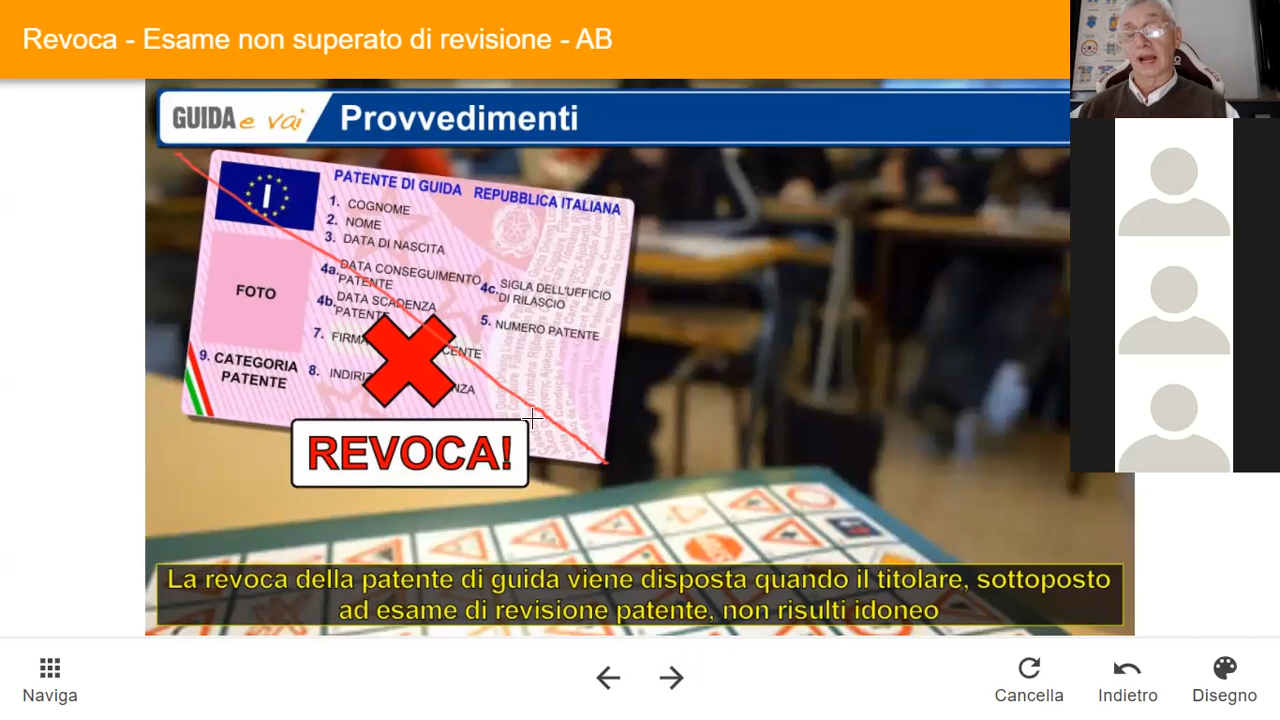 Revoca - Esame non superato di revisione - AB
GUIDA e vai
Provvedimenti
PATENTE DI GUIDA REPUBBLICA ITALIANA
1. COGNOME
2. NOME
3. DATA DI NASCITA
4a. DATA CONSEGUIMENTO
PATENTE
4c. SIGLA DELL'UFFICIO
DI RILASCIO
FOTO
4b. DATA SCADENZA
PATENTE
5. NUMERO PATENTE
7. FIRMA
CENTE
9. CATEGORIA
PATENTE
8. INDIRIZ
NZA
REVOCA!
La revoca della patente di guida viene disposta quando il titolare, sottoposto
ad esame di revisione patente, non risulti idoneo
Naviga
Cancella
Indietro
Disegno